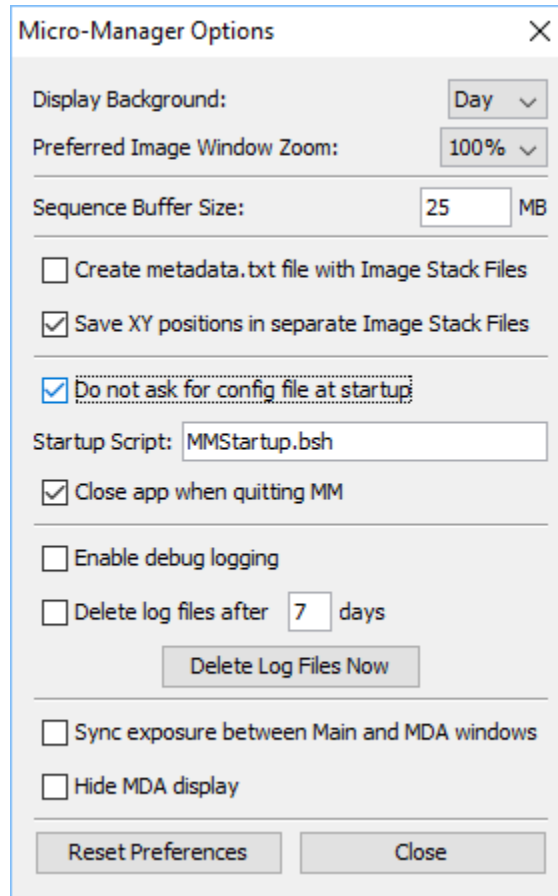 Micro-Manager Options
Display Background: Day
Preferred Image Window Zoom: 100%
Sequence Buffer Size: 25 MB
Create metadata.txt file with Image Stack Files
Save XY positions in separate Image Stack Files
Do not ask for config file at startup
Startup Script: MMStartup.bsh
Close app when quitting MM
Enable debug logging
Delete log files after 7 days
Delete Log Files Now
Sync exposure between Main and MDA windows
Hide MDA display
Reset Preferences Close